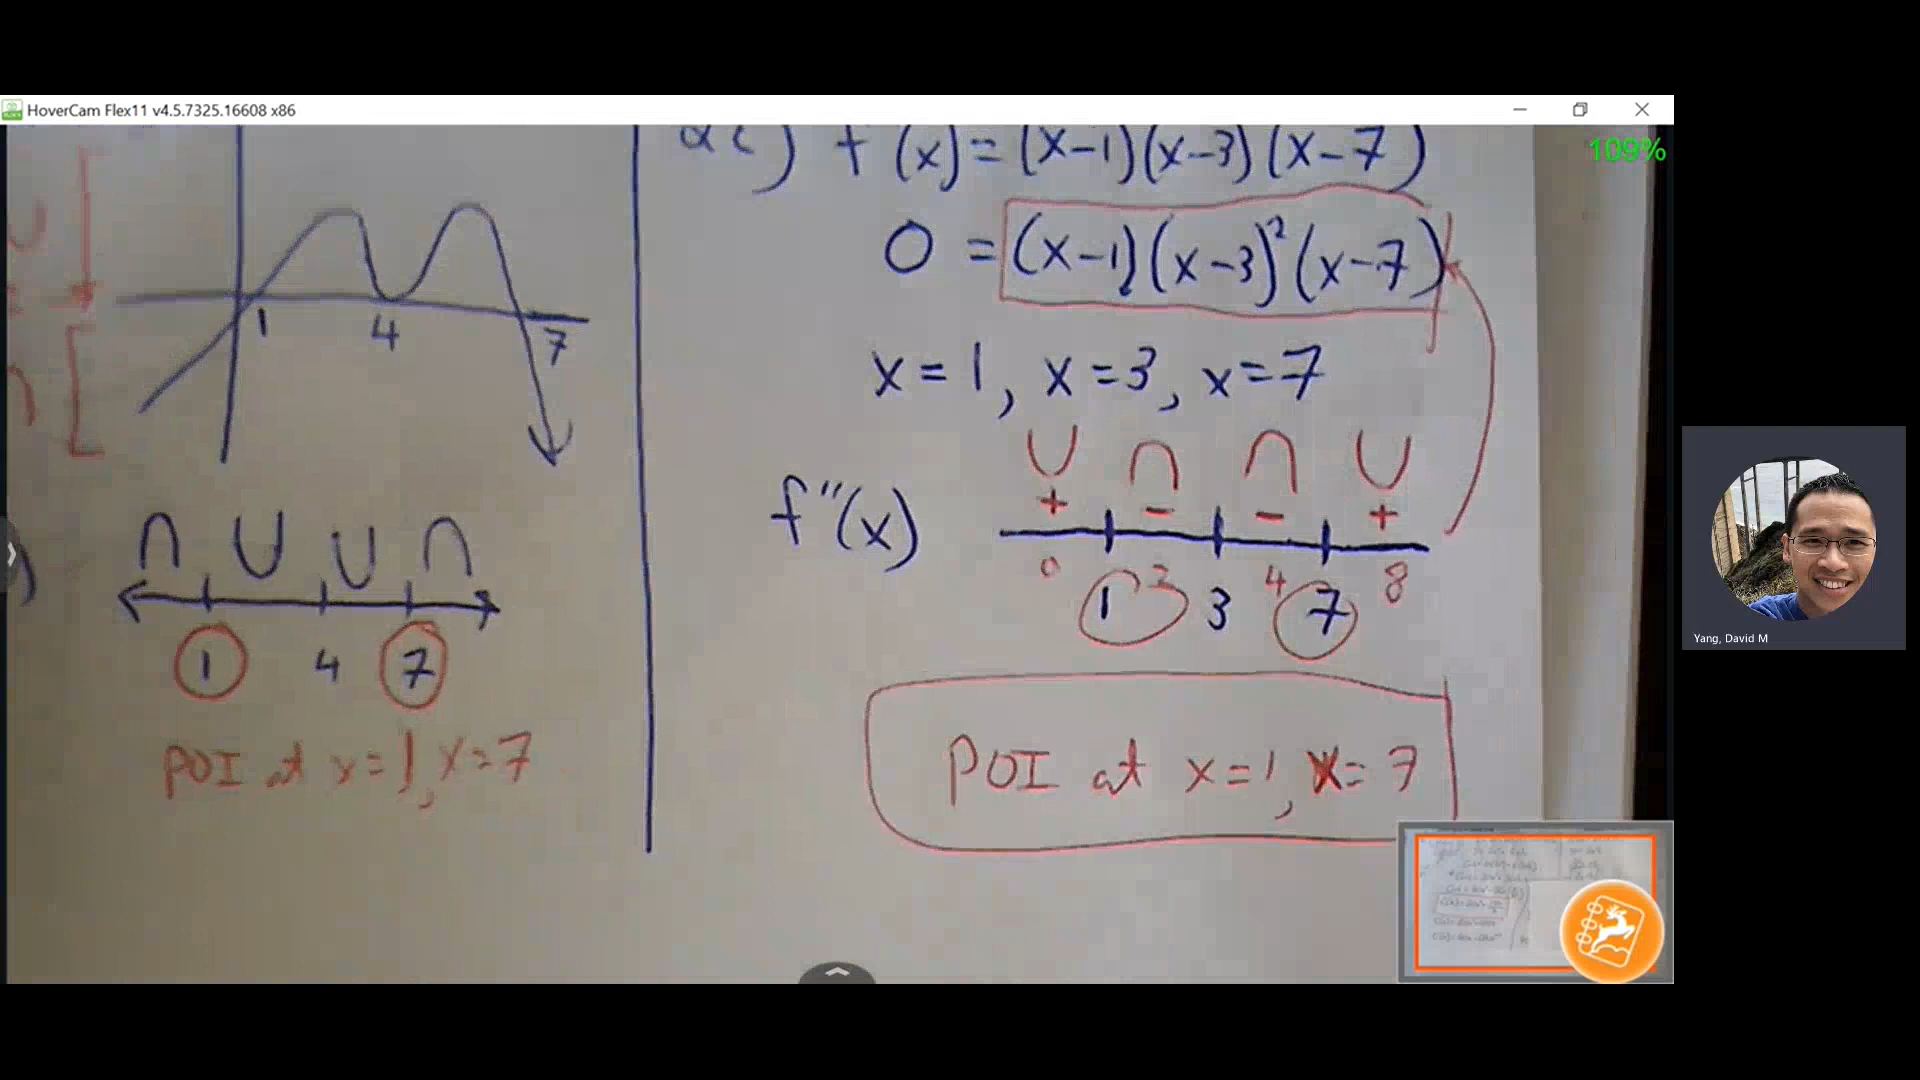 HoverCam Flex11 v4.5.7325.16608 x86
109%
1 4 7
1 4 7
POI at x=1, x=7
(x)=(x-1)(x-3)(x-7)
0 = (x-1)(x-3)²(x-7)
x=1, x=3, x=7
+ - - +
f"(x)
0 2 4 8
1 3 7
POI at x=1, x=7
Yang, David M